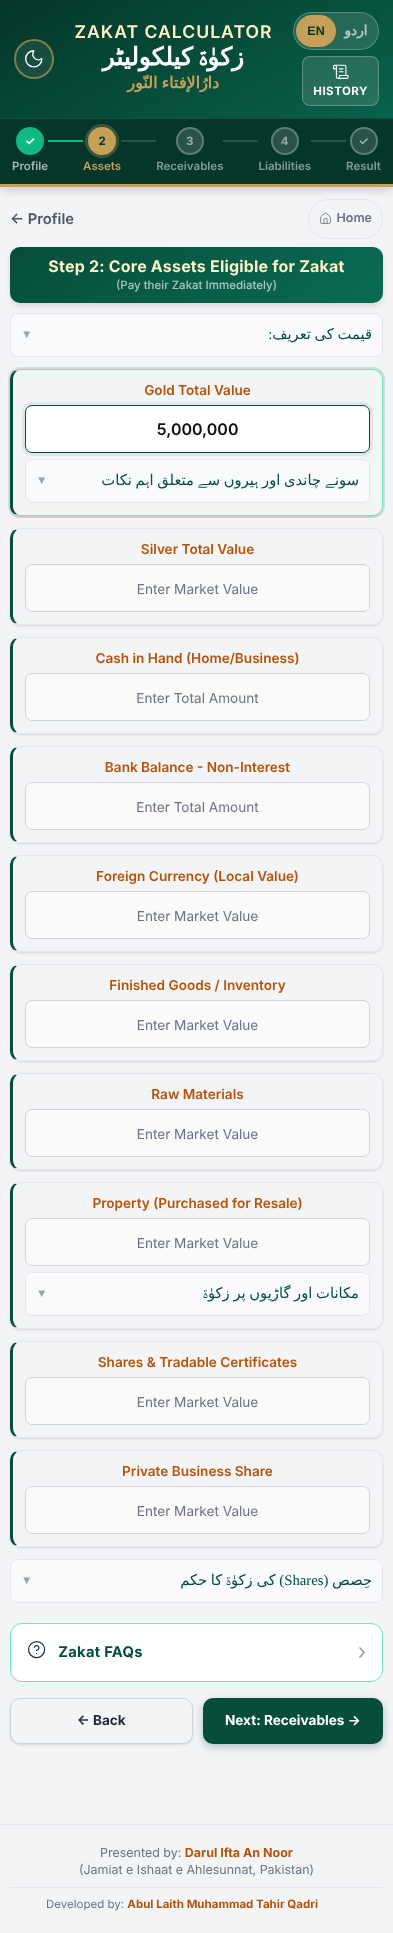 ZAKAT CALCULATOR
زکوٰۃ کیلکولیٹر
دارُالإفتاء النّور
EN اردو
HISTORY
2 3 4
Profile Assets Receivables Liabilities Result
← Profile
Home
Step 2: Core Assets Eligible for Zakat
(Pay their Zakat Immediately)
قیمت کی تعریف:
Gold Total Value
5,000,000
سونے چاندی اور ہیروں سے متعلق اہم نکات
Silver Total Value
Enter Market Value
Cash in Hand (Home/Business)
Enter Total Amount
Bank Balance - Non-Interest
Enter Total Amount
Foreign Currency (Local Value)
Enter Market Value
Finished Goods / Inventory
Enter Market Value
Raw Materials
Enter Market Value
Property (Purchased for Resale)
Enter Market Value
مکانات اور گاڑیوں پر زکوٰۃ
Shares & Tradable Certificates
Enter Market Value
Private Business Share
Enter Market Value
حِصص (Shares) کی زکوٰۃ کا حکم
Zakat FAQs
← Back
Next: Receivables →
Presented by: Darul Ifta An Noor
(Jamiat e Ishaat e Ahlesunnat, Pakistan)
Developed by: Abul Laith Muhammad Tahir Qadri